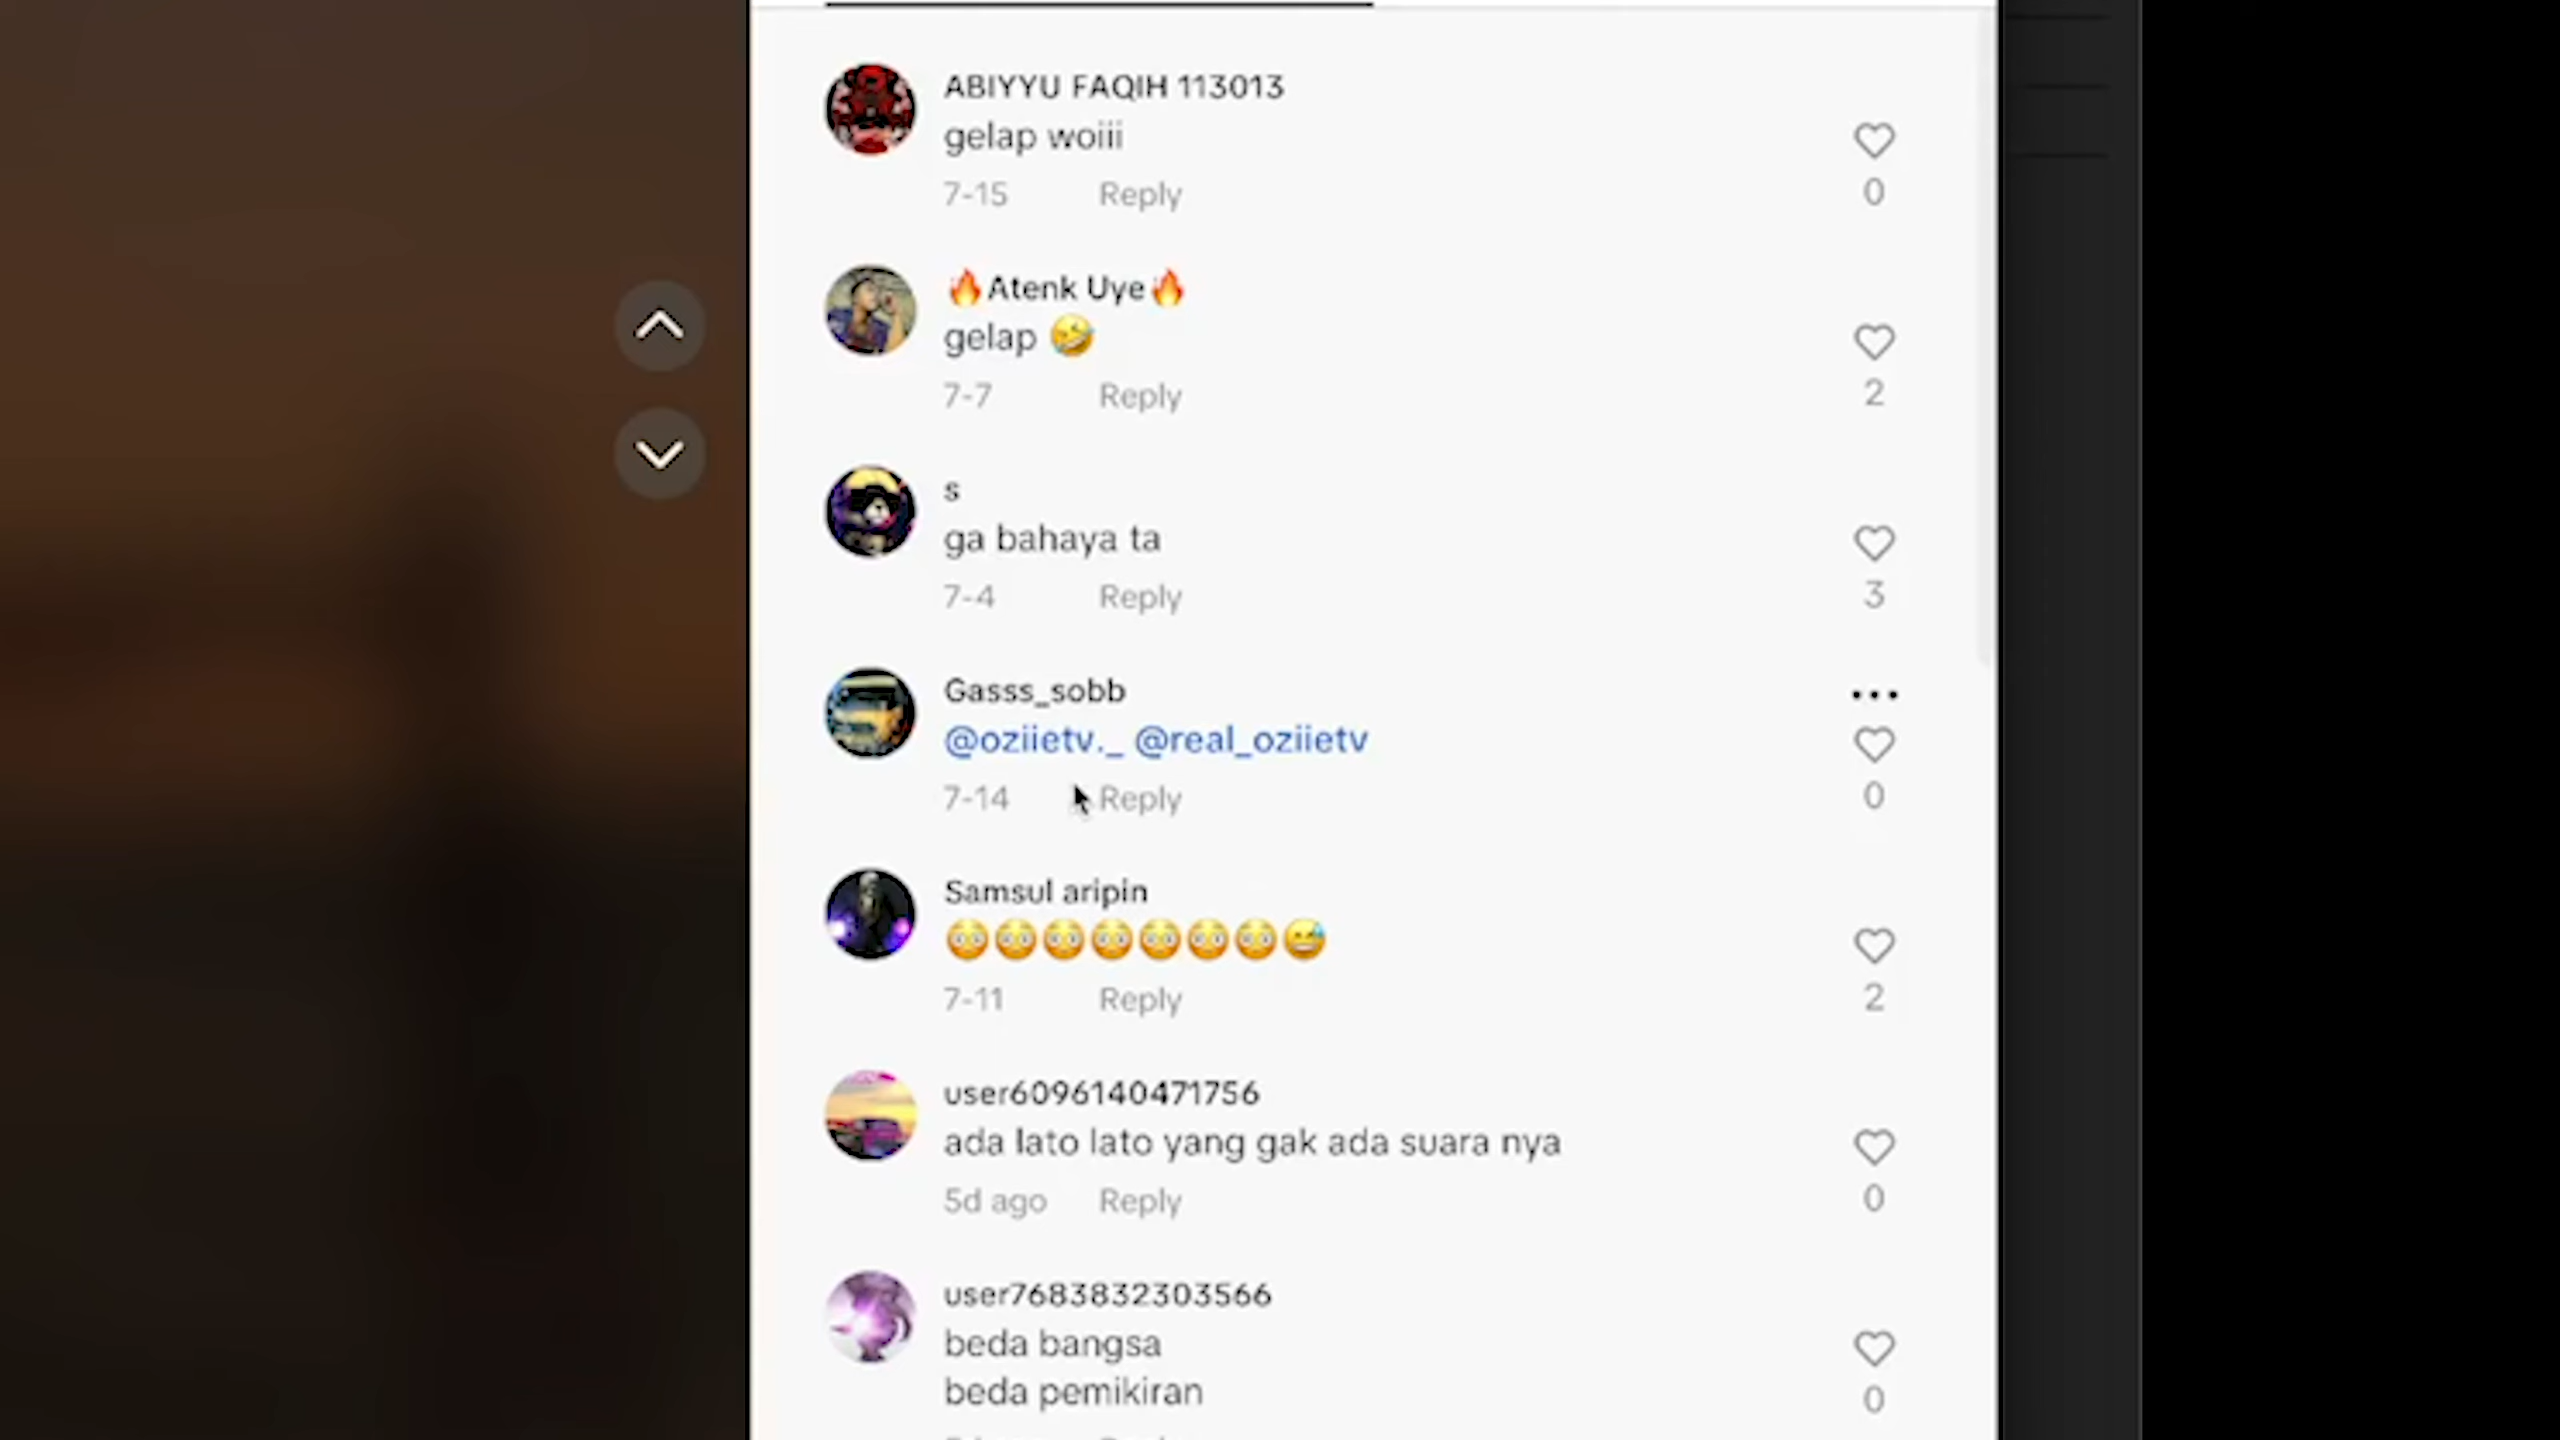 ABIYYU FAQIH 113013
gelap woiii
7-15 Reply
0
🔥Atenk Uye🔥
gelap 🤣
7-7 Reply
2
s
ga bahaya ta
7-4 Reply
3
Gasss_sobb
@oziietv._ @real_oziietv
7-14 Reply
0
Samsul aripin
😳😳😳😳😳😳😳😅
7-11 Reply
2
user6096140471756
ada lato lato yang gak ada suara nya
5d ago Reply
0
user7683832303566
beda bangsa
beda pemikiran
0